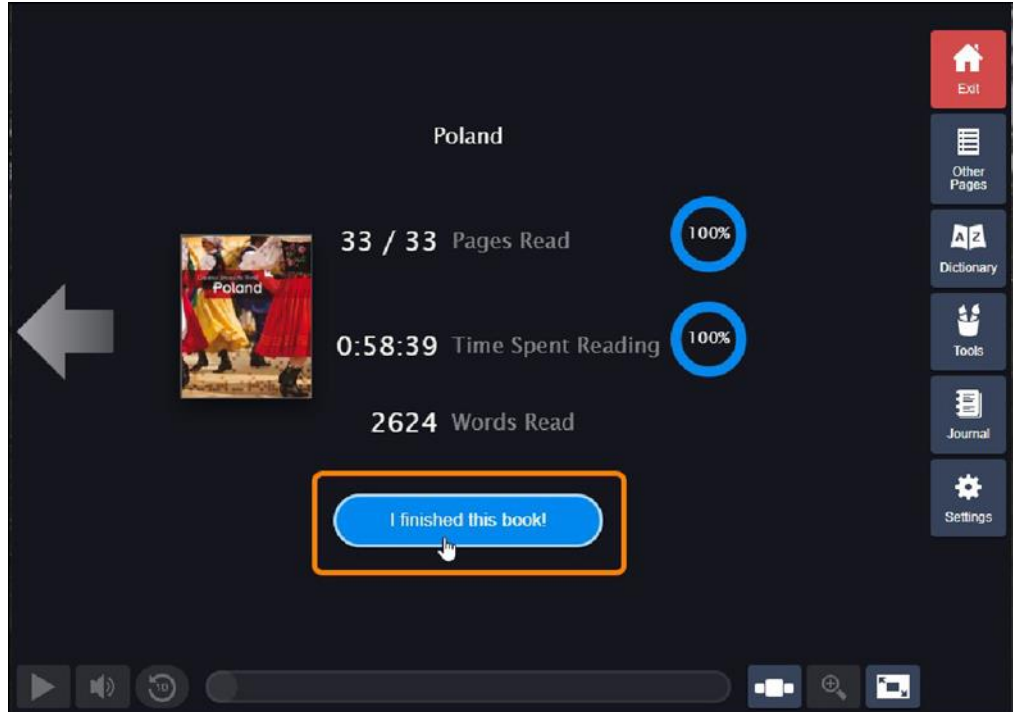 Poland
33 / 33 Pages Read
100%
Poland
0:58:39 Time Spent Reading
100%
2624 Words Read
I finished this book!
Exit
Other
Pages
A Z
Dictionary
Tools
Journal
Settings
10